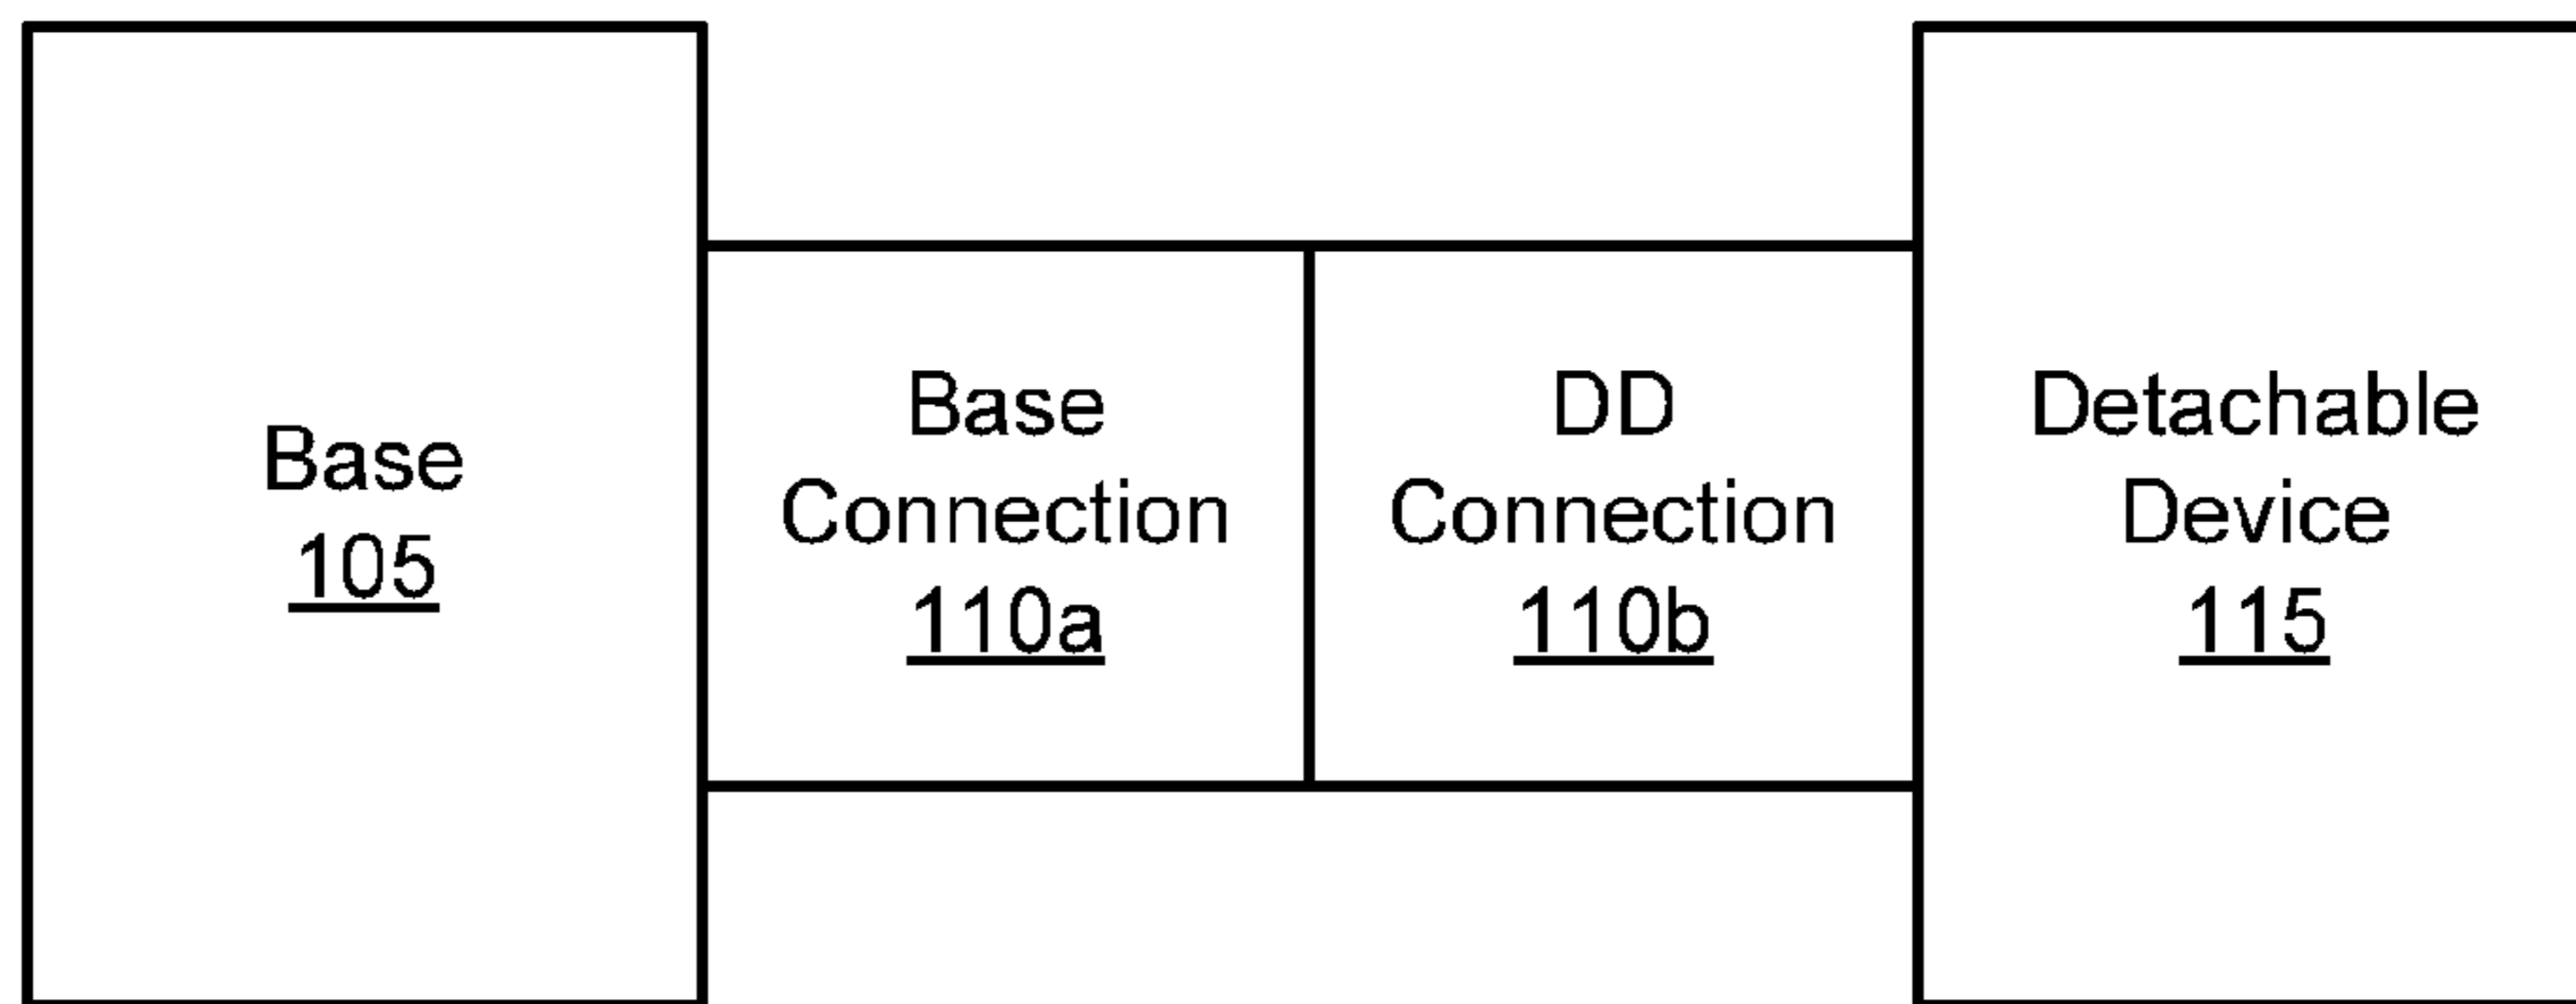 Base
105
Base
Connection
110a
DD
Connection
110b
Detachable
Device
115